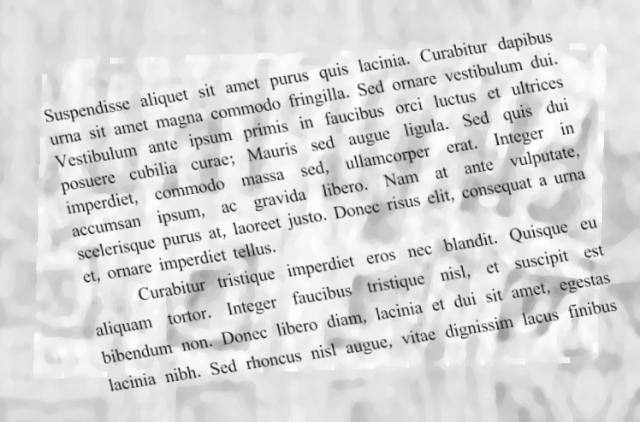 Suspendisse aliquet sit amet purus quis lacinia. Curabitur dapibus
urna sit amet magna commodo fringilla. Sed ornare vestibulum dui.
Vestibulum ante ipsum primis in faucibus orci luctus et ultrices
posuere cubilia curae; Mauris sed augue ligula. Sed quis dui
imperdiet, commodo massa sed, ullamcorper erat. Integer in
accumsan ipsum, ac gravida libero. Nam at ante vulputate,
scelerisque purus at, laoreet justo. Donec risus elit, consequat a urna
et, ornare imperdiet tellus.
Curabitur tristique imperdiet eros nec blandit. Quisque eu
aliquam tortor. Integer faucibus tristique nisl, et suscipit est
bibendum non. Donec libero diam, lacinia et dui sit amet, egestas
lacinia nibh. Sed rhoncus nisl augue, vitae dignissim lacus finibus